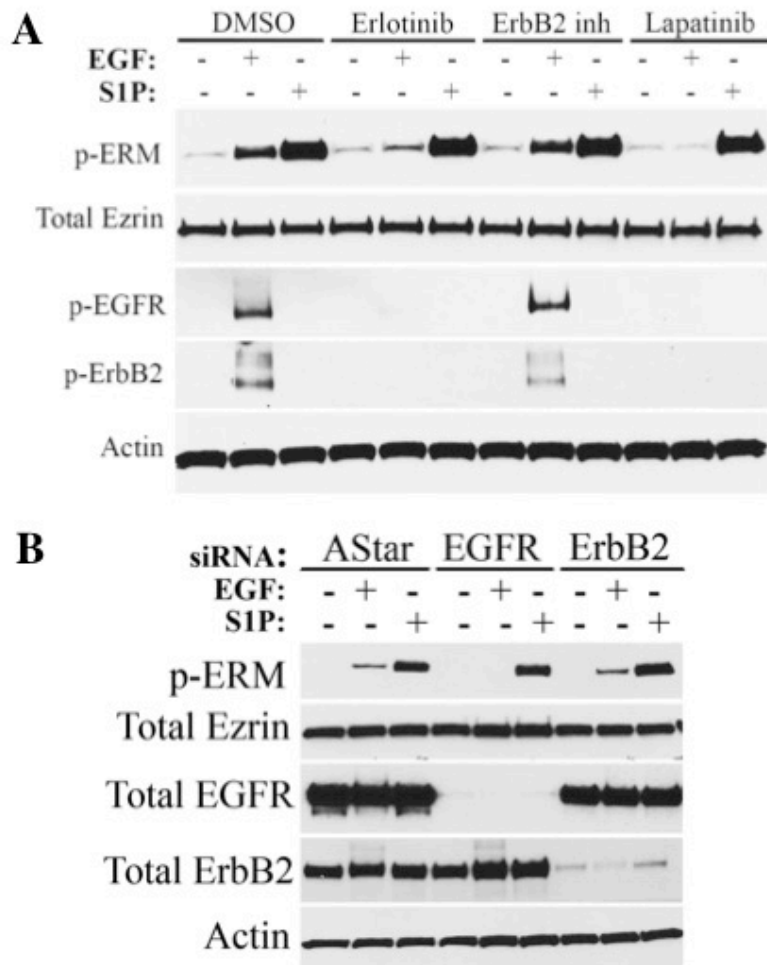 A
DMSO Erlotinib ErbB2 inh Lapatinib
EGF: - + - - + - - + - - + -
S1P: - - + - - + - - + - - +
p-ERM
Total Ezrin
p-EGFR
p-ErbB2
Actin
B
siRNA: AStar EGFR ErbB2
EGF: - + - - + - - + -
S1P: - - + - - + - - +
p-ERM
Total Ezrin
Total EGFR
Total ErbB2
Actin